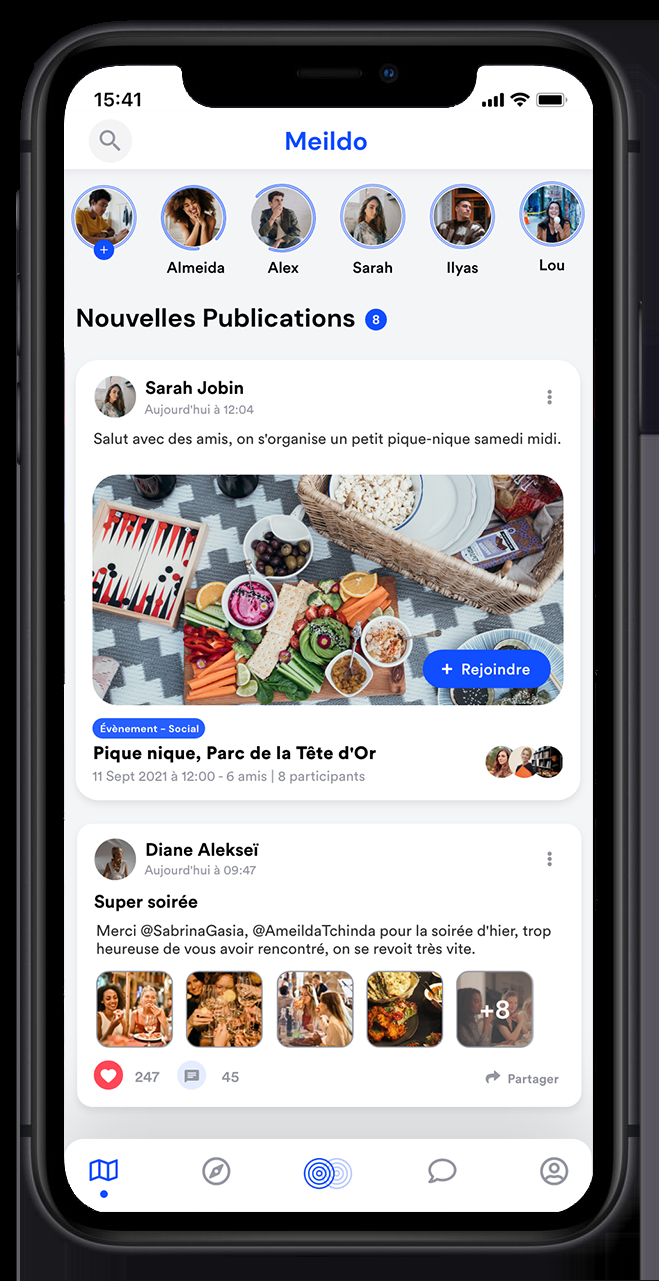 15:41
Meildo
+
Almeida
Alex
Sarah
Ilyas
Lou
Nouvelles Publications 8
Sarah Jobin
Aujourd'hui à 12:04
Salut avec des amis, on s'organise un petit pique-nique samedi midi.
+ Rejoindre
Évènement - Social
Pique nique, Parc de la Tête d'Or
11 Sept 2021 à 12:00 - 6 amis | 8 participants
Diane Alekseï
Aujourd'hui à 09:47
Super soirée
Merci @SabrinaGasia, @AmeildaTchinda pour la soirée d'hier, trop
heureuse de vous avoir rencontré, on se revoit très vite.
+8
247
45
Partager